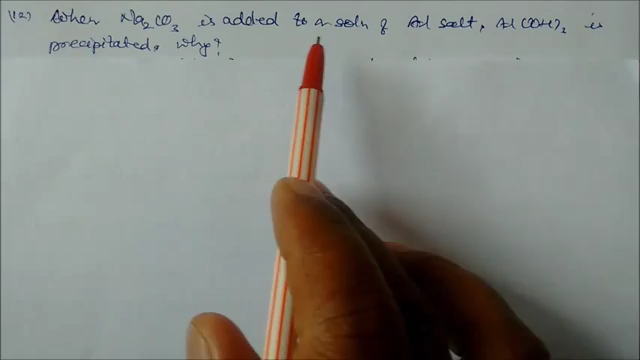 (12) When Na2CO3 is added to a soln of Al salt, Al(OH)3 is
precipitated, why?